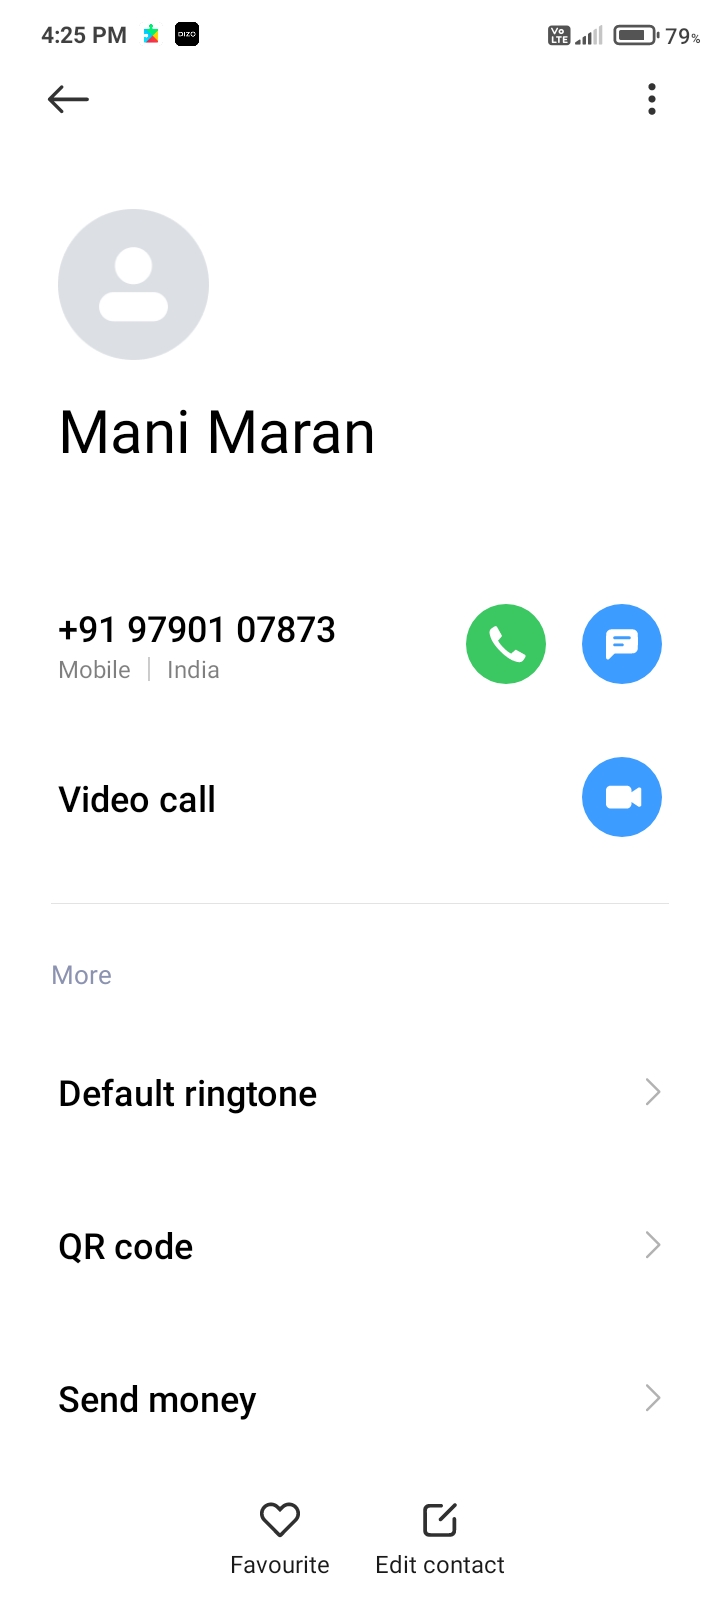 4:25 PM DIZO Vo LTE 79%
Mani Maran
+91 97901 07873
Mobile | India
Video call
More
Default ringtone
QR code
Send money
Favourite Edit contact